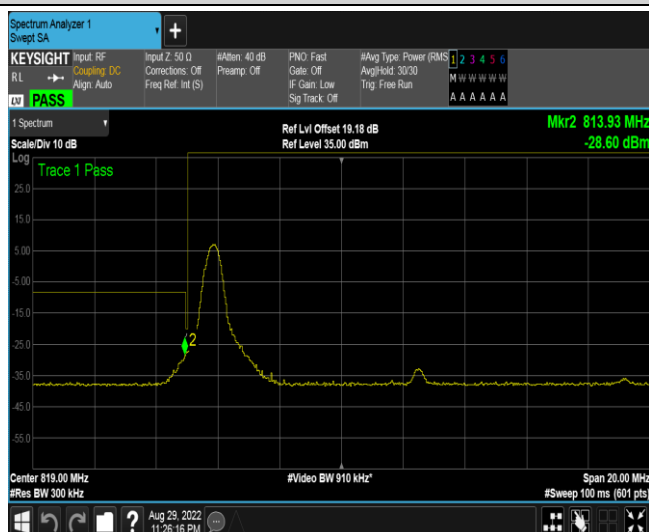 Spectrum Analyzer 1
Swept SA
+
KEYSIGHT
RL
LXI PASS
Input: RF
Coupling: DC
Align: Auto
Input Z: 50 Ω
Corrections: Off
Freq Ref: Int (S)
#Atten: 40 dB
Preamp: Off
PNO: Fast
Gate: Off
IF Gain: Low
Sig Track: Off
#Avg Type: Power (RMS
Avg|Hold: 30/30
Trig: Free Run
1 2 3 4 5 6
M W W W W W
A A A A A A
1 Spectrum
Scale/Div 10 dB
Ref Lvl Offset 19.18 dB
Ref Level 35.00 dBm
Mkr2 813.93 MHz
-28.60 dBm
Log
Trace 1 Pass
25.0
15.0
5.00
-5.00
-15.0
-25.0
-35.0
-45.0
-55.0
2
Center 819.00 MHz
#Res BW 300 kHz
#Video BW 910 kHz*
Span 20.00 MHz
#Sweep 100 ms (601 pts)
?
Aug 29, 2022
11:26:16 PM